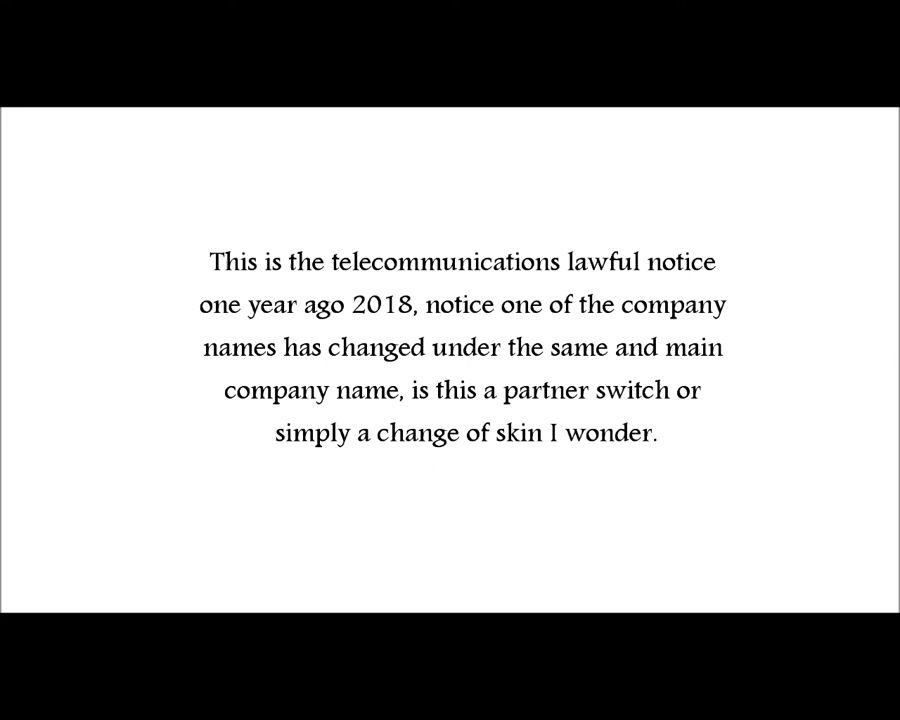 This is the telecommunications lawful notice
one year ago 2018, notice one of the company
names has changed under the same and main
company name, is this a partner switch or
simply a change of skin I wonder.